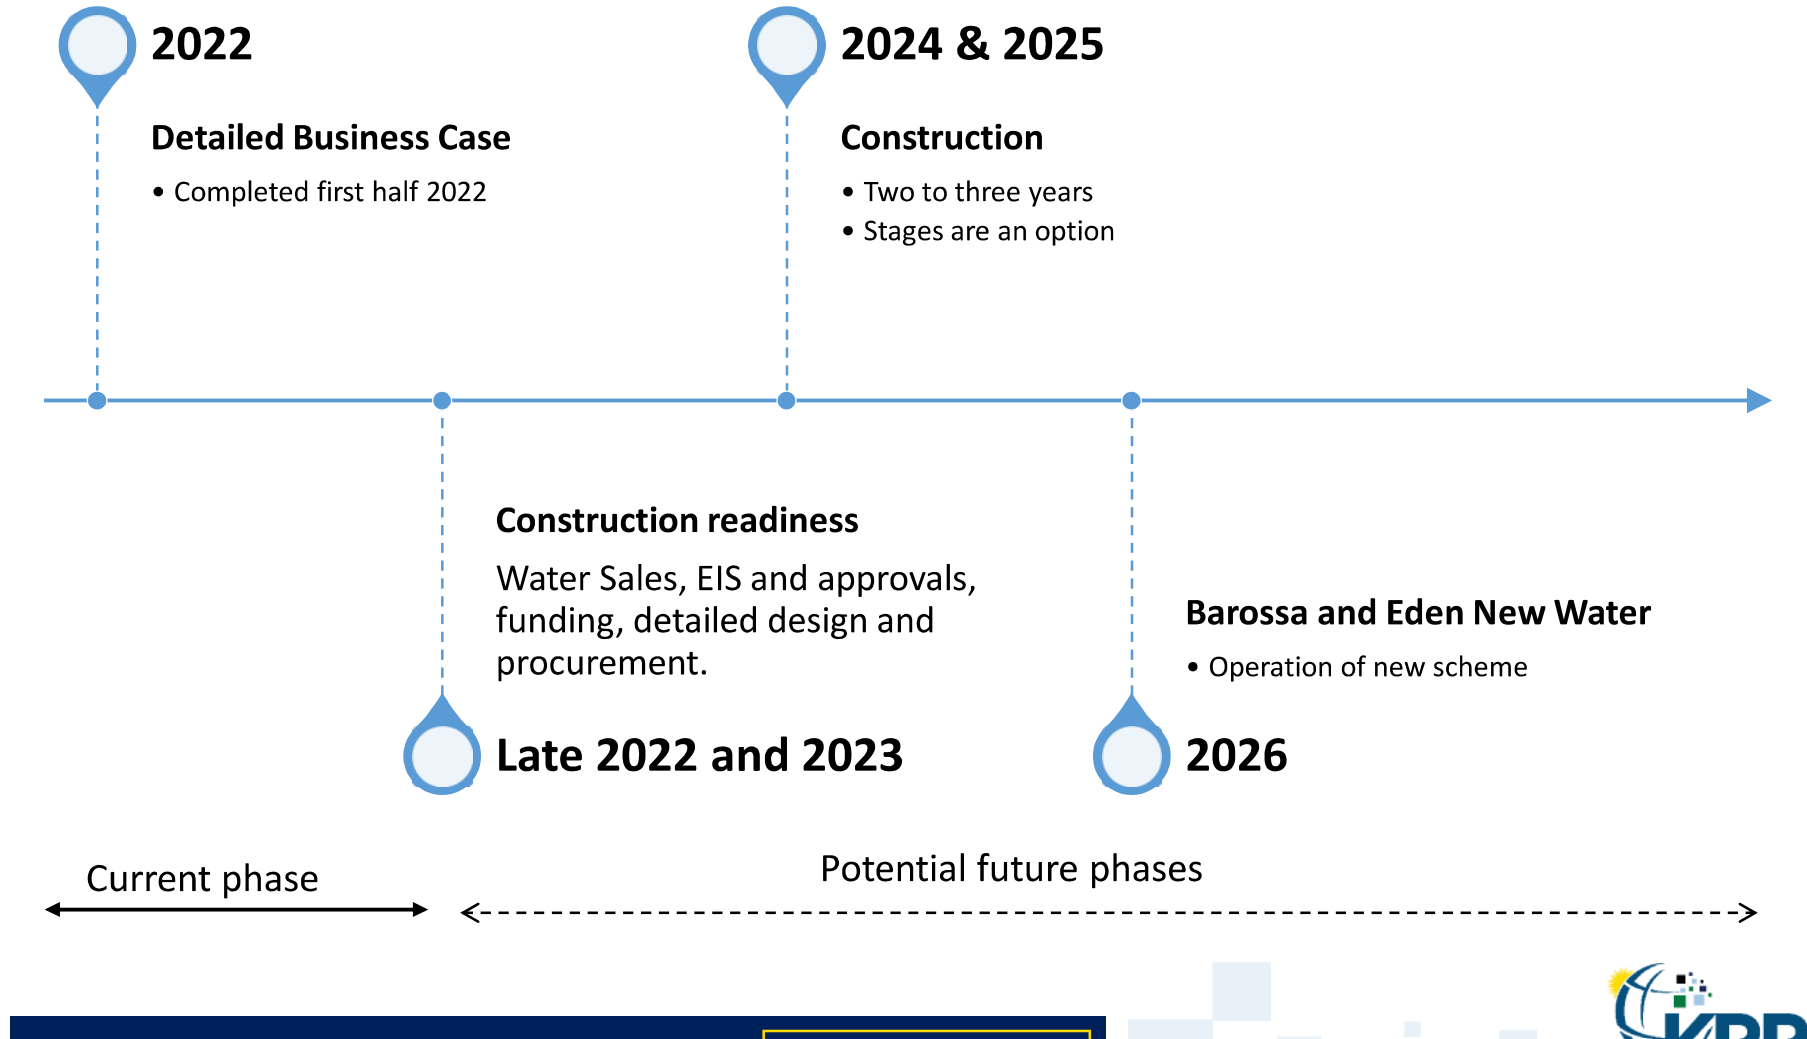 2022
Detailed Business Case
• Completed first half 2022
2024 & 2025
Construction
• Two to three years
• Stages are an option
Construction readiness
Water Sales, EIS and approvals,
funding, detailed design and
procurement.
Late 2022 and 2023
Barossa and Eden New Water
• Operation of new scheme
2026
Current phase
Potential future phases